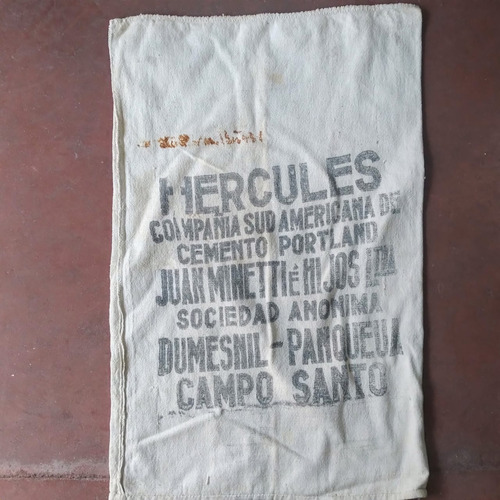 HERCULES
COMPAÑIA SUD AMERICANA DE
CEMENTO PORTLAND
JUAN MINETTI é HIJOS LTDA
SOCIEDAD ANONIMA
DUMESNIL - PANQUEUA
CAMPO SANTO